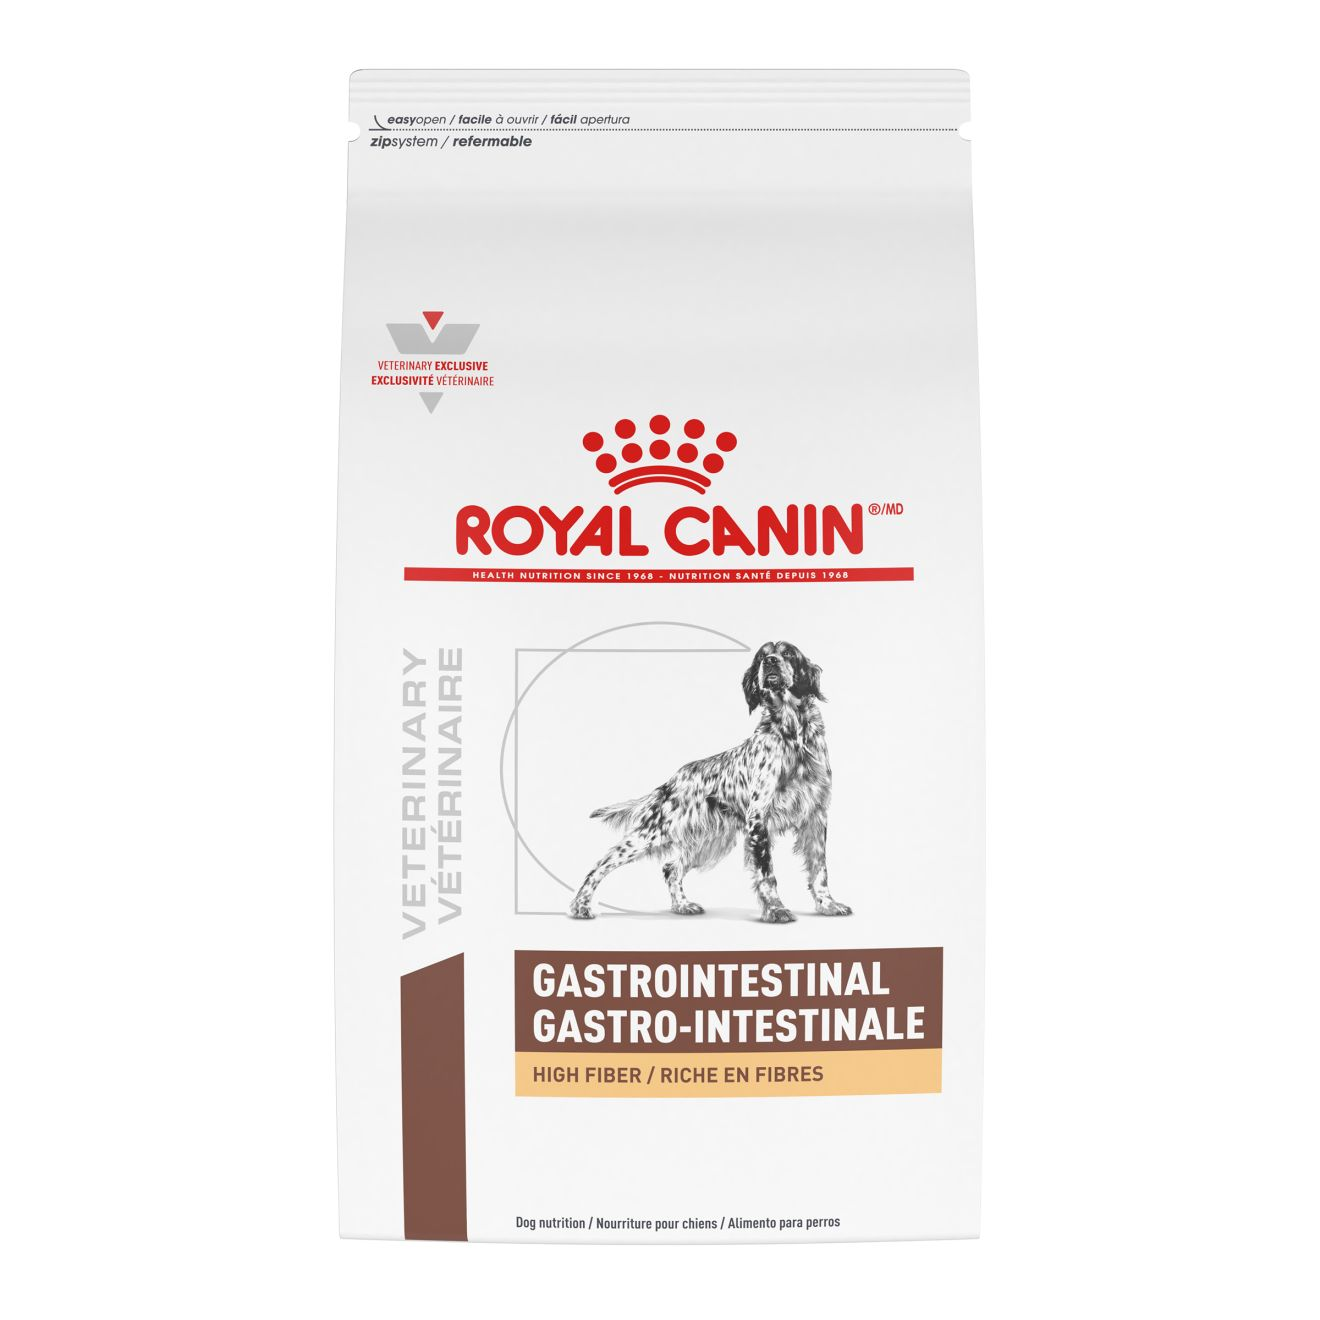 easyopen / facile à ouvrir / fácil apertura
zipsystem / refermable
VETERINARY EXCLUSIVE
EXCLUSIVITÉ VÉTÉRINAIRE
ROYAL CANIN®/MD
HEALTH NUTRITION SINCE 1968 - NUTRITION SANTÉ DEPUIS 1968
VETERINARY
VÉTÉRINAIRE
GASTROINTESTINAL
GASTRO-INTESTINALE
HIGH FIBER / RICHE EN FIBRES
Dog nutrition / Nourriture pour chiens / Alimento para perros